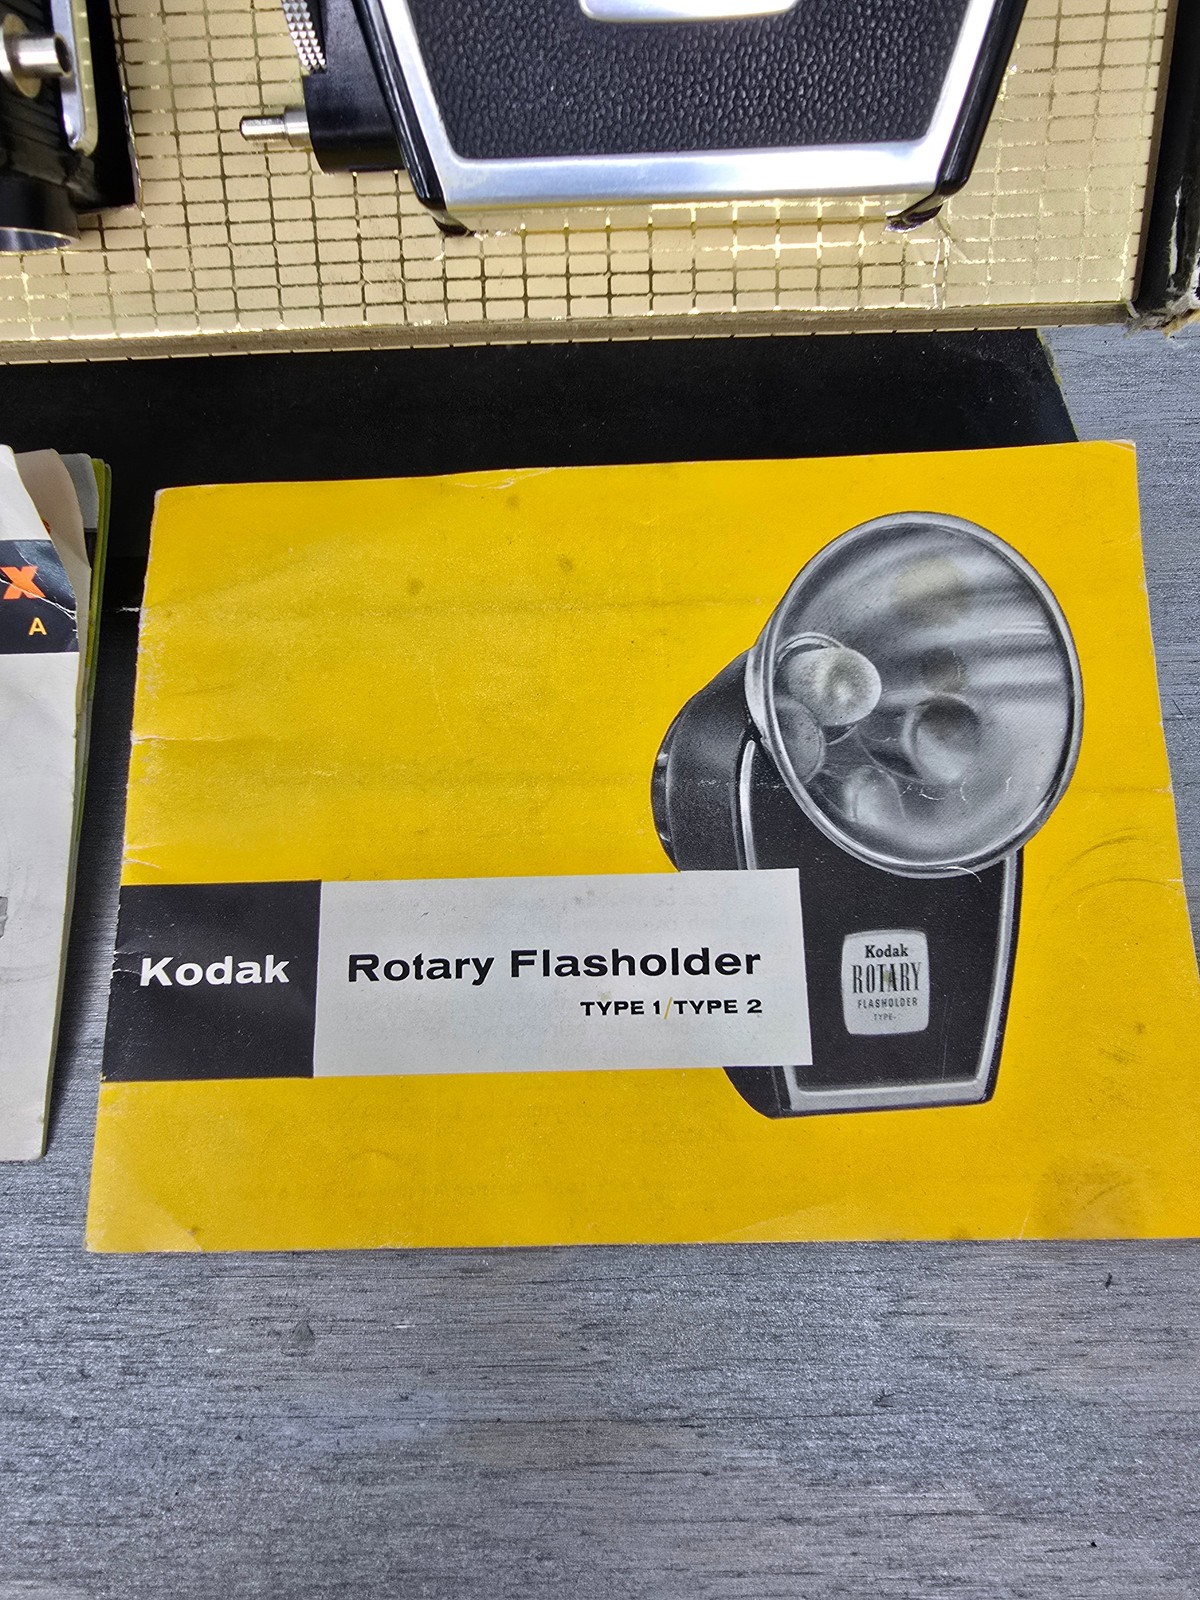 X
A
Kodak
Rotary Flasholder
TYPE 1/TYPE 2
Kodak
ROTARY
FLASHOLDER
TYPE-